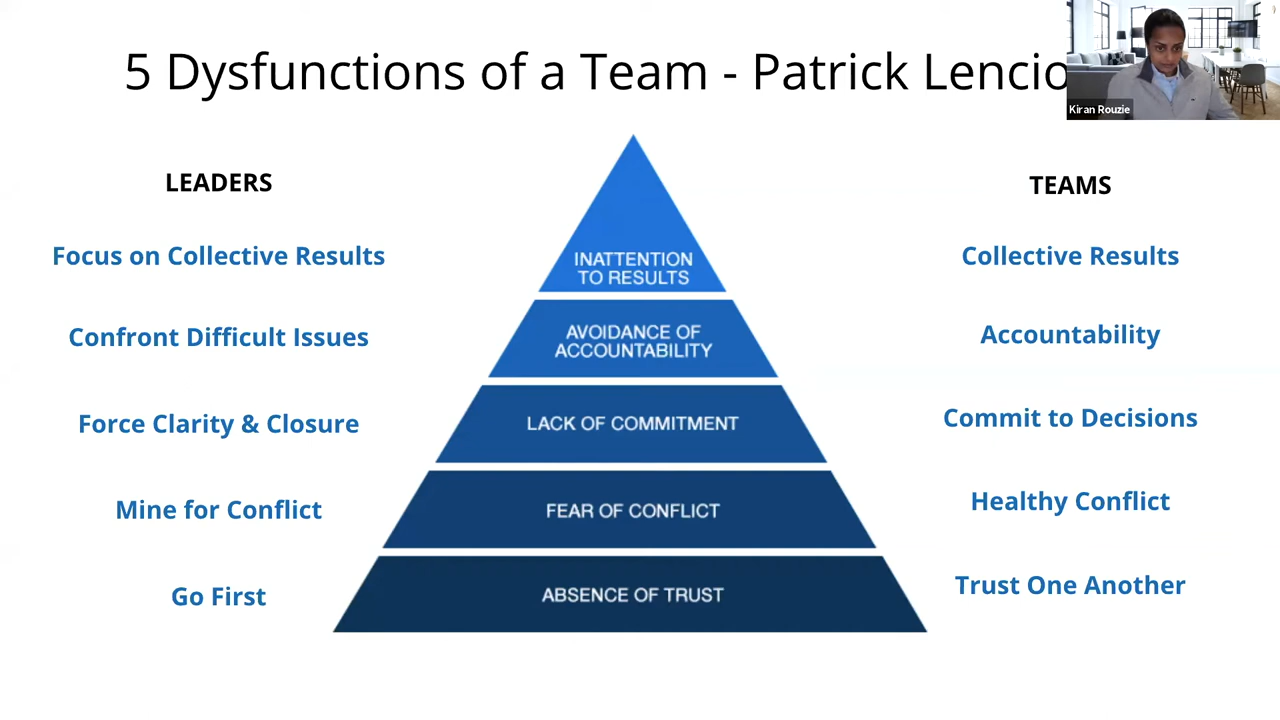 5 Dysfunctions of a Team - Patrick Lencio
Kiran Rouzie
LEADERS
Focus on Collective Results
Confront Difficult Issues
Force Clarity & Closure
Mine for Conflict
Go First
INATTENTION
TO RESULTS
AVOIDANCE OF
ACCOUNTABILITY
LACK OF COMMITMENT
FEAR OF CONFLICT
ABSENCE OF TRUST
TEAMS
Collective Results
Accountability
Commit to Decisions
Healthy Conflict
Trust One Another